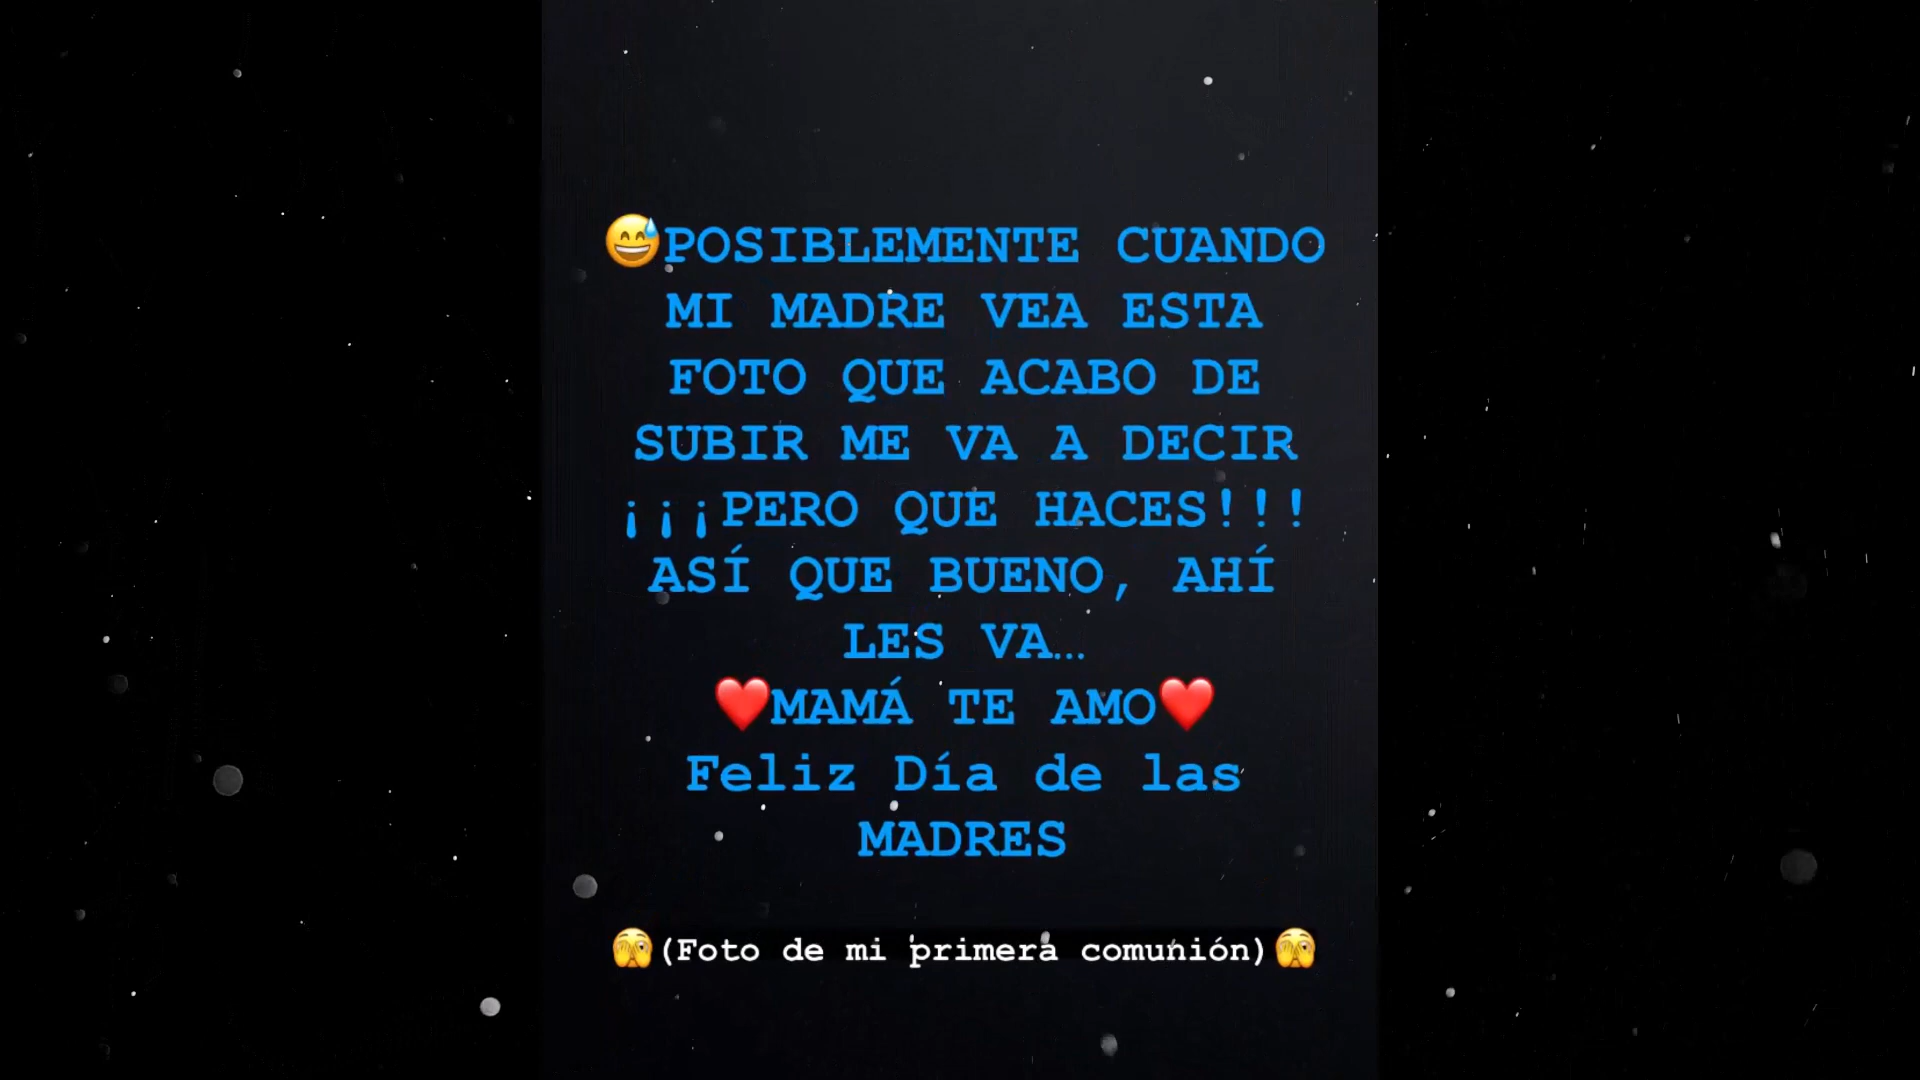 😅POSIBLEMENTE CUANDO
MI MADRE VEA ESTA
FOTO QUE ACABO DE
SUBIR ME VA A DECIR
¡¡¡PERO QUE HACES!!!
ASÍ QUE BUENO, AHÍ
LES VA...
❤️MAMÁ TE AMO❤️
Feliz Día de las
MADRES
🫣(Foto de mi primera comunión)🫣